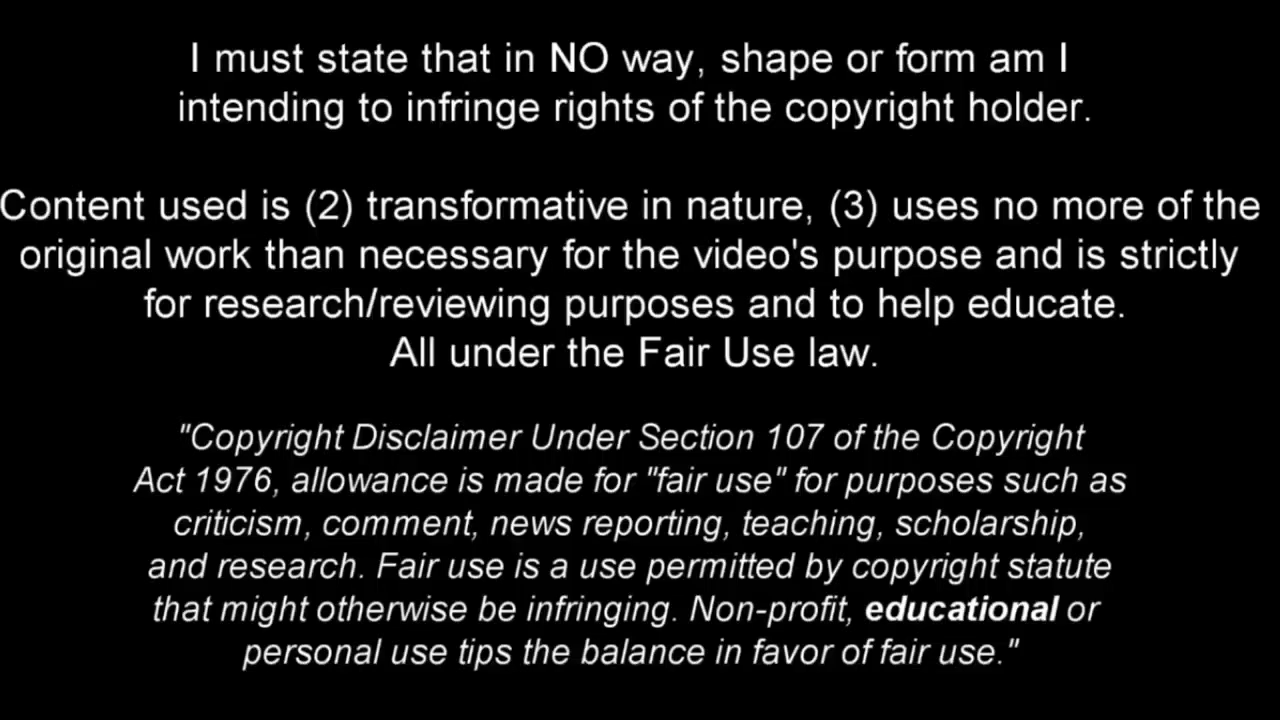 I must state that in NO way, shape or form am I
intending to infringe rights of the copyright holder.
Content used is (2) transformative in nature, (3) uses no more of the
original work than necessary for the video's purpose and is strictly
for research/reviewing purposes and to help educate.
All under the Fair Use law.
"Copyright Disclaimer Under Section 107 of the Copyright
Act 1976, allowance is made for "fair use" for purposes such as
criticism, comment, news reporting, teaching, scholarship,
and research. Fair use is a use permitted by copyright statute
that might otherwise be infringing. Non-profit, educational or
personal use tips the balance in favor of fair use."